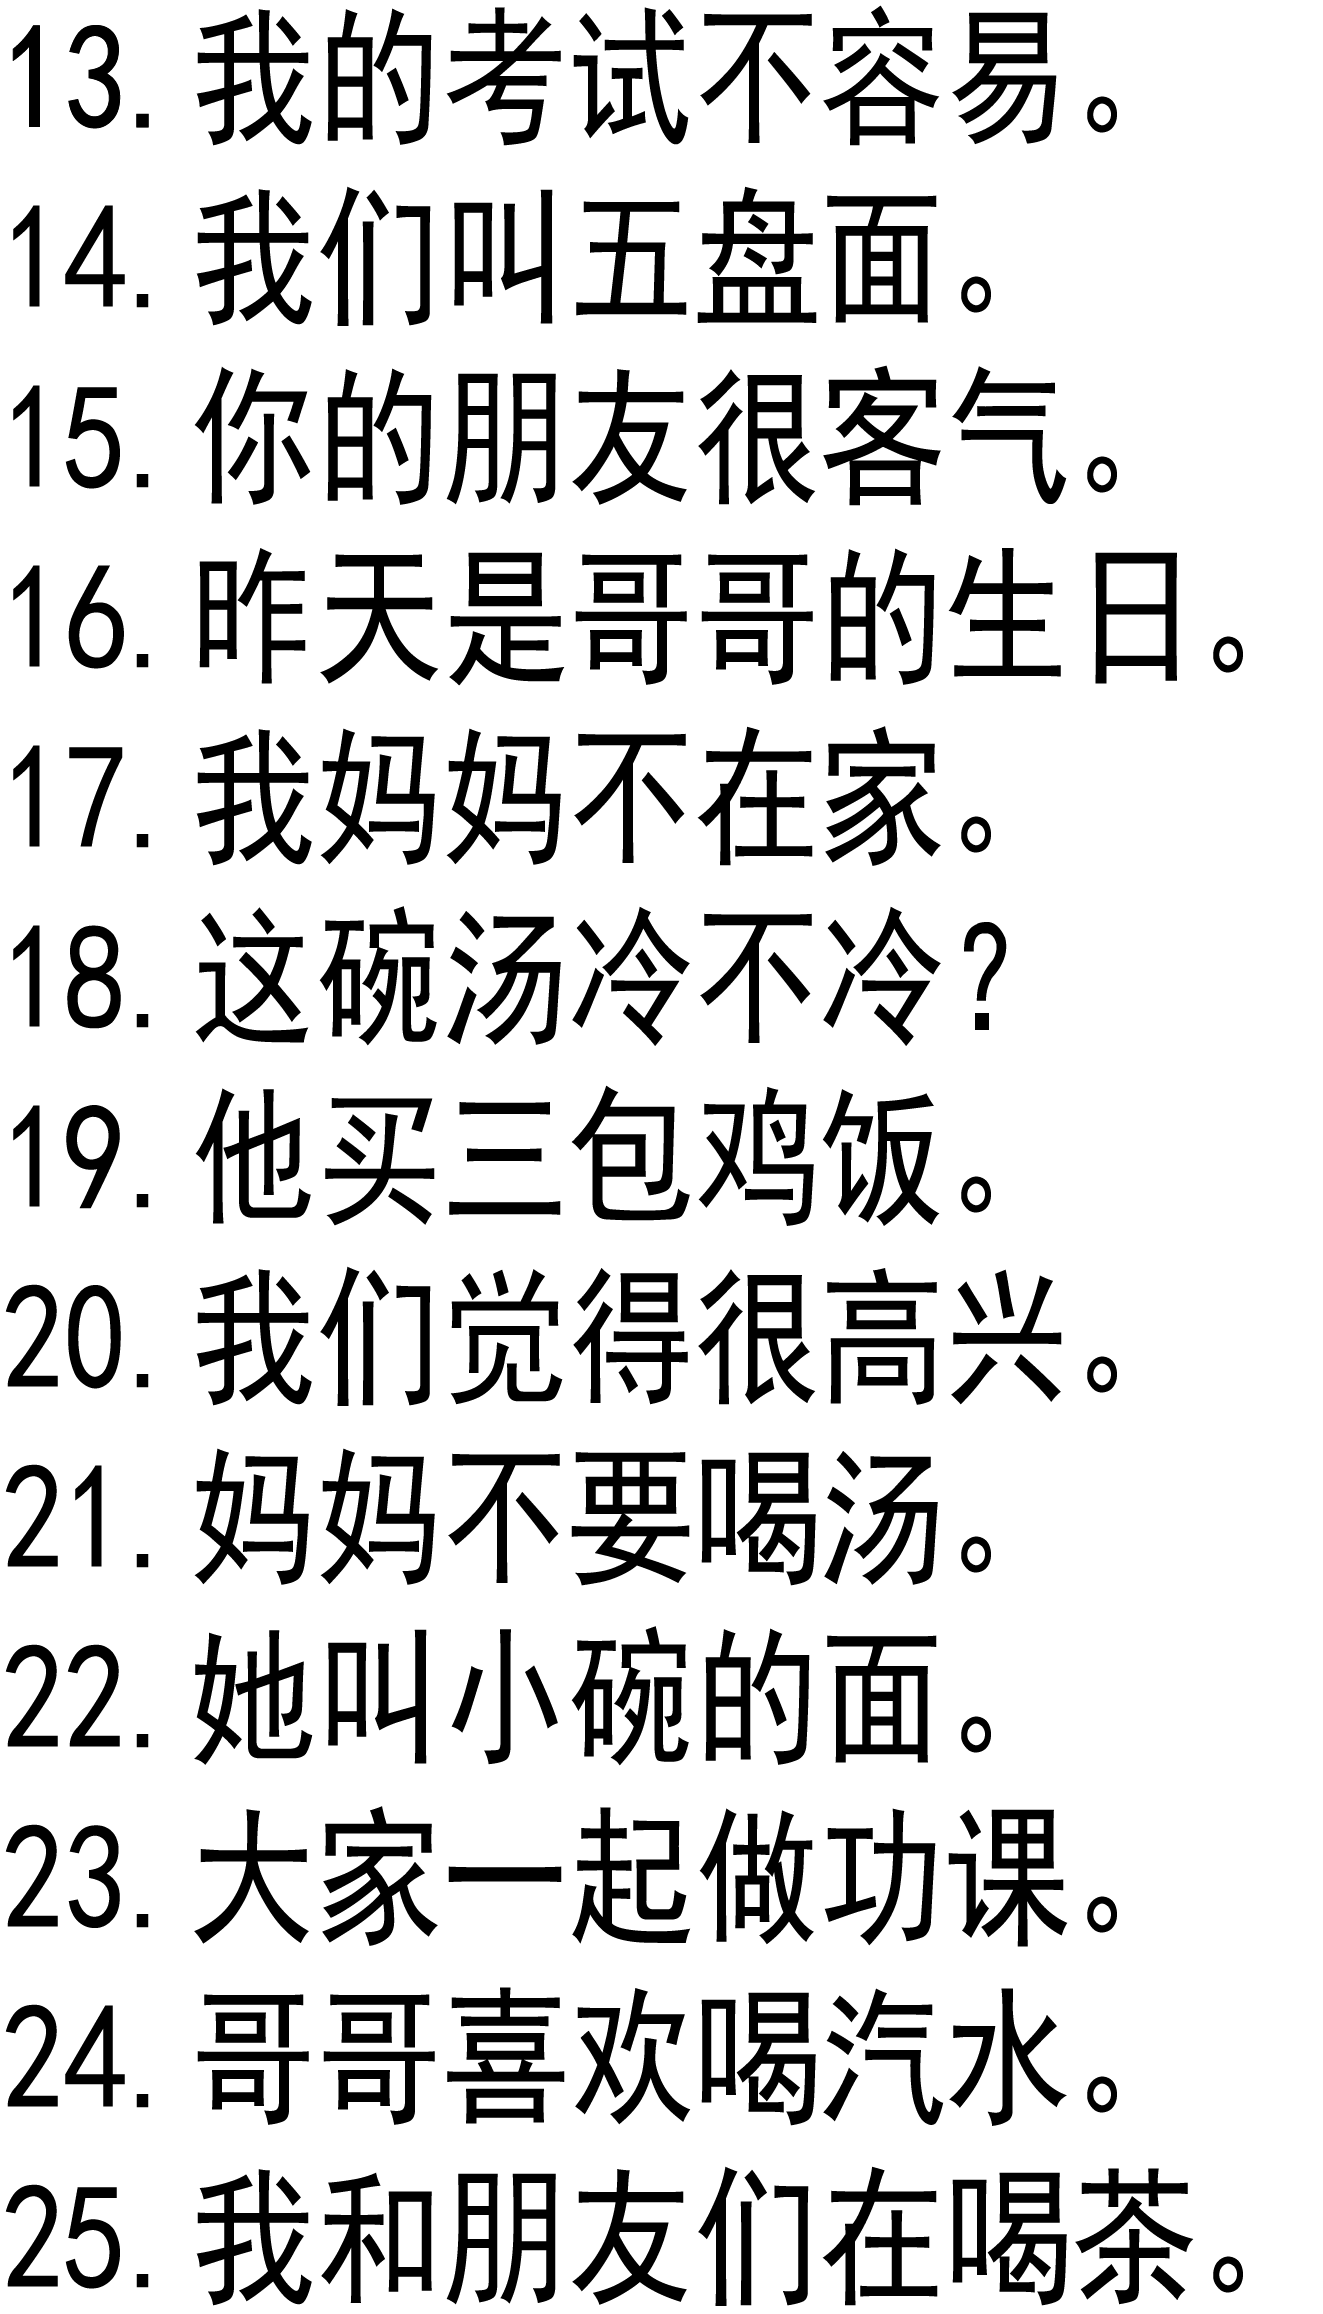 13. 我的考试不容易。
14. 我们叫五盘面。
15. 你的朋友很客气。
16. 昨天是哥哥的生日。
17. 我妈妈不在家。
18. 这碗汤冷不冷?
19. 他买三包鸡饭。
20. 我们觉得很高兴。
21. 妈妈不要喝汤。
22. 她叫小碗的面。
23. 大家一起做功课。
24. 哥哥喜欢喝汽水。
25. 我和朋友们在喝茶。